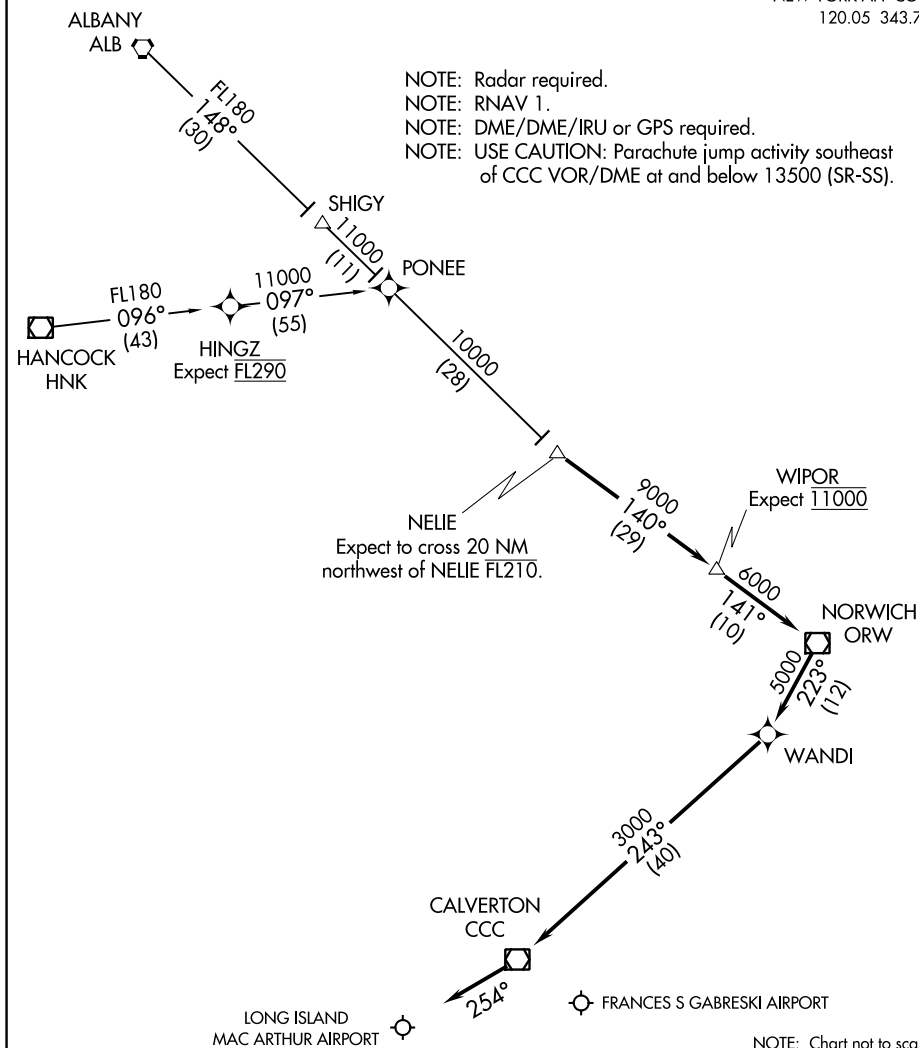 120.05 343.7
ALBANY
ALB
NOTE: Radar required.
NOTE: RNAV 1.
NOTE: DME/DME/IRU or GPS required.
NOTE: USE CAUTION: Parachute jump activity southeast
of CCC VOR/DME at and below 13500 (SR-SS).
FL180
148°
(30)
SHIGY
11000
(11)
PONEE
FL180
096°
(43)
11000
097°
(55)
HANCOCK
HNK
HINGZ
Expect FL290
10000
(28)
NELIE
Expect to cross 20 NM
northwest of NELIE FL210.
9000
140°
(29)
WIPOR
Expect 11000
6000
141°
(10)
NORWICH
ORW
5000
223°
(12)
WANDI
3000
243°
(40)
CALVERTON
CCC
254°
FRANCES S GABRESKI AIRPORT
LONG ISLAND
MAC ARTHUR AIRPORT
NOTE: Chart not to sca